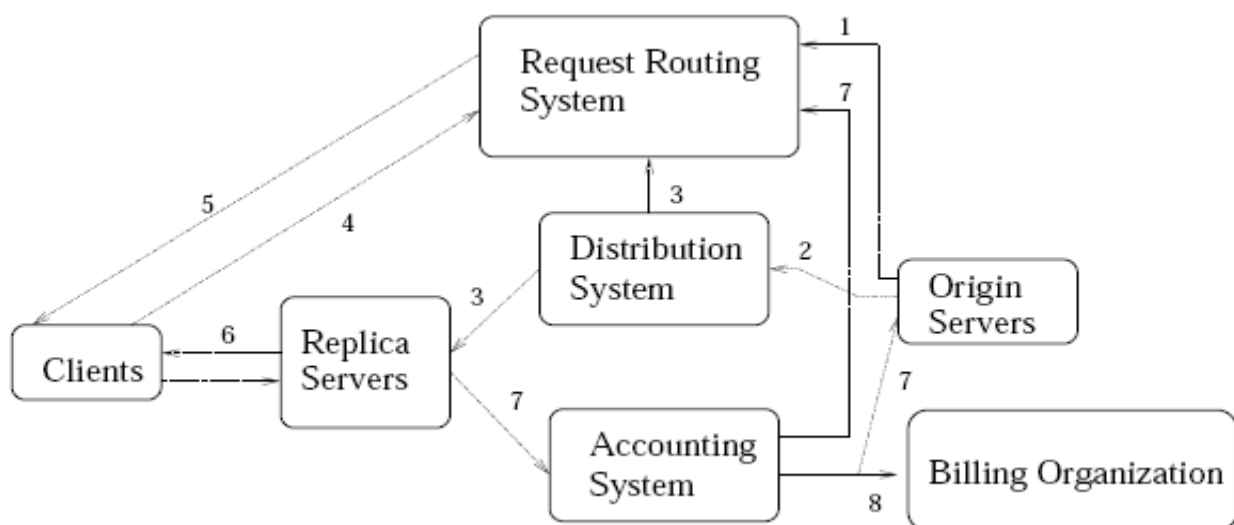 1
Request Routing
System
7
5
4
3
Distribution
System
2
Origin
Servers
3
6
Clients
Replica
Servers
7
7
Accounting
System
8
Billing Organization